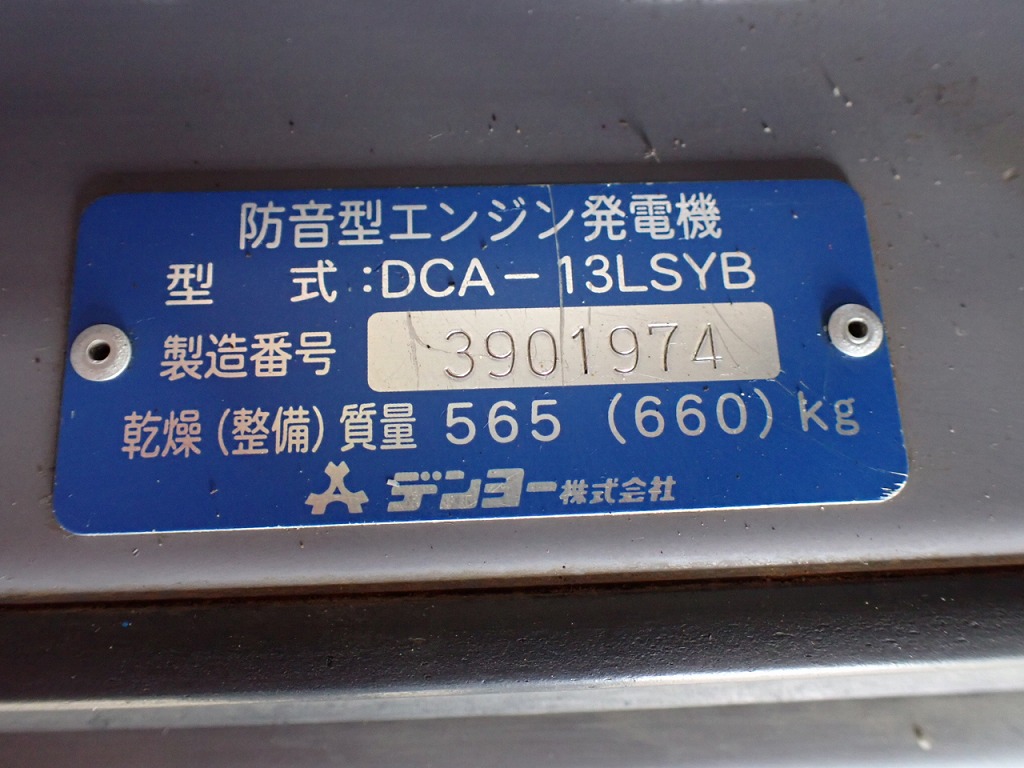 防音型エンジン発電機
型 式:DCA-13LSYB
製造番号 3901974
乾燥(整備)質量 565 (660) kg
デンヨー株式会社